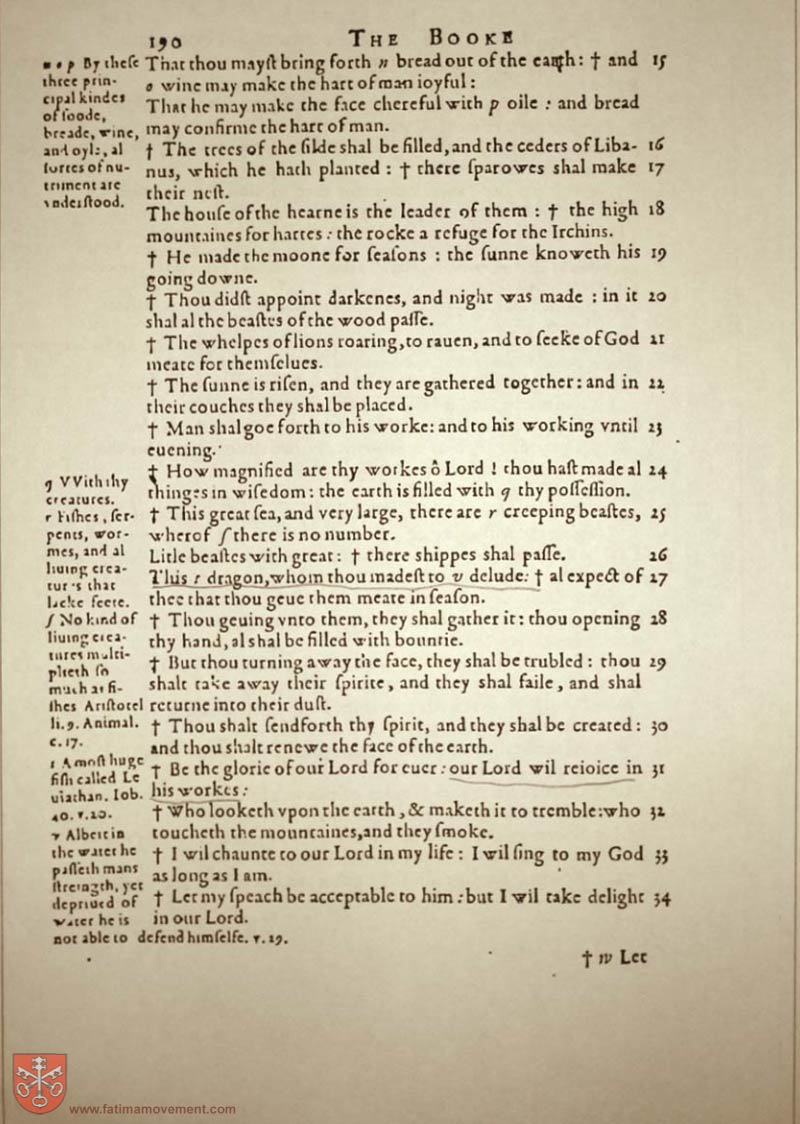 190 THE BOOKE
n o p By these
three prin-
cipal kindes
of foode,
breade, wine,
and oyle, al
sortes of nu-
triment are
vnderstood.
That thou mayſt bring forth n bread out of the earth: † and 15
o wine may make the hart of man ioyful:
That he may make the face chereful with p oile: and bread
may confirme the hart of man.
† The trees of the filde shal be filled, and the ceders of Liba- 16
nus, which he hath planted: † there ſparowes shal make 17
their neſt.
The houſe of the hearne is the leader of them: † the high 18
mountaines for hartes: the rocke a refuge for the Irchins.
† He made the moone for ſeaſons: the ſunne knoweth his 19
going downe.
† Thou didſt appoint darkenes, and night was made: in it 20
shal al the beaſtes of the wood paſſe.
† The whelpes of lions roaring, to rauen, and to ſeeke of God 21
meate for themſelues.
† The ſunne is riſen, and they are gathered together: and in 22
their couches they shal be placed.
† Man shal goe forth to his worke: and to his working vntil 23
euening.
† How magnified are thy workes ô Lord! thou haſt made al 24
thinges in wiſedom: the earth is filled with q thy poſſeſſion.
† This great ſea, and very large, there are r creeping beaſtes, 25
wherof ſ there is no number.
Litle beaſtes with great: † there shippes shal paſſe. 26
This t dragon, whom thou madeſt to v delude: † al expect of 27
thee that thou geue them meate in ſeaſon.
† Thou geuing vnto them, they shal gather it: thou opening 28
thy hand, al shal be filled with bountie.
† But thou turning away the face, they shal be trubled: thou 29
shalt take away their ſpirite, and they shal faile, and shal
returne into their duſt.
† Thou shalt ſendforth thy ſpirit, and they shal be created: 30
and thou shalt renewe the face of the earth.
† Be the glorie of our Lord for euer: our Lord wil reioice in 31
his workes:
† Who looketh vpon the earth, & maketh it to tremble: who 32
toucheth the mountaines, and they ſmoke.
† I wil chaunte to our Lord in my life: I wil ſing to my God 33
as long as I am.
† Let my ſpeach be acceptable to him: but I wil take delight 34
in our Lord.
q VVith thy
creatures.
r Fishes, ſer-
pents, wor-
mes, and al
liuing crea-
tures that
lacke feete.
ſ No kind of
liuing crea-
tures multi-
plieth ſo
much as fi-
shes Ariſtotel
li. 9. Animal.
c. 17.
t A moſt huge
fish called Le
uiathan. Iob.
40. v. 20.
v Albeit in
the water he
paſſeth mans
ſtrength, yet
depriued of
water he is
not able to defend himſelfe. v. 19.
† w Let
www.fatimamovement.com